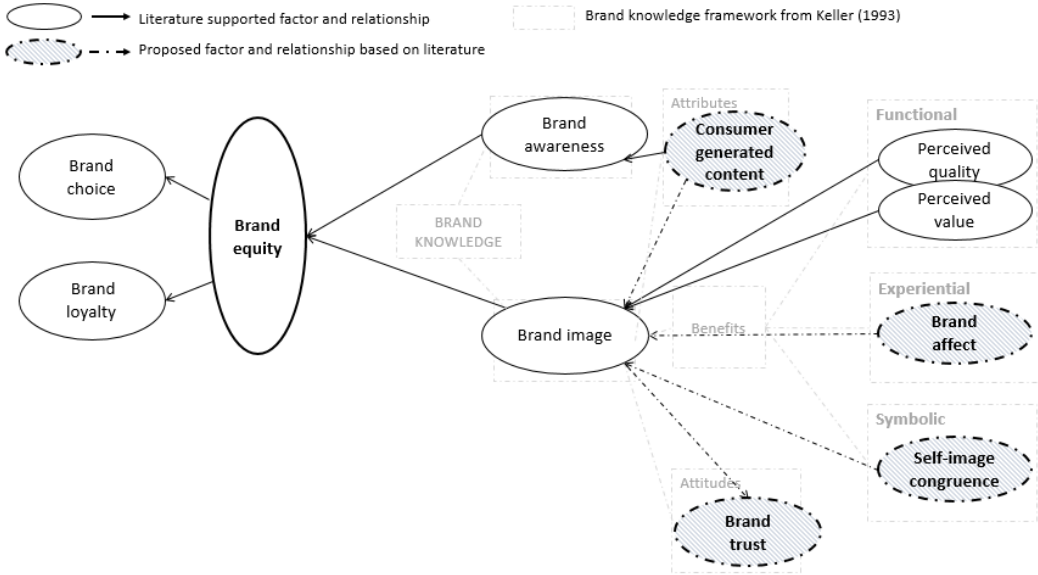 Literature supported factor and relationship
Brand knowledge framework from Keller (1993)
Proposed factor and relationship based on literature
Brand
choice
Brand
loyalty
Brand
equity
Brand
awareness
BRAND
KNOWLEDGE
Brand image
Attributes
Consumer
generated
content
Benefits
Attitudes
Brand
trust
Functional
Perceived
quality
Perceived
value
Experiential
Brand
affect
Symbolic
Self-image
congruence